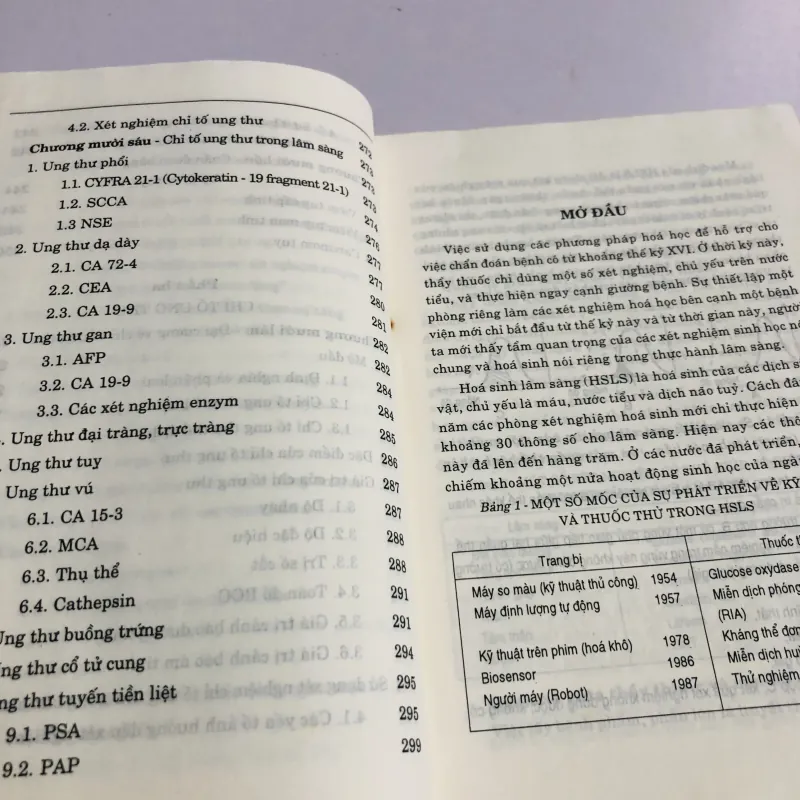 4.2. Xét nghiệm chỉ tố ung thư
272
Chương mười sáu - Chỉ tố ung thư trong lâm sàng
273
1. Ung thư phổi
273
1.1. CYFRA 21-1 (Cytokeratin - 19 fragment 21-1)
273
1.2. SCCA
274
1.3 NSE
276
2. Ung thư dạ dày
277
2.1. CA 72-4
277
2.2. CEA
280
2.3. CA 19-9
281
3. Ung thư gan
282
3.1. AFP
282
3.2. CA 19-9
284
3.3. Các xét nghiệm enzym
284
. Ung thư đại tràng, trực tràng
285
Ung thư tuy
286
Ung thư vú
287
6.1. CA 15-3
287
6.2. MCA
288
6.3. Thụ thể
288
6.4. Cathepsin
291
Ung thư buồng trứng
291
ng thư cổ tử cung
294
ng thư tuyến tiền liệt
295
9.1. PSA
295
9.2. PAP
299
MỞ ĐẦU
Việc sử dụng các phương pháp hoá học để hỗ trợ cho
việc chẩn đoán bệnh có từ khoảng thế kỷ XVI. Ở thời kỳ này,
thầy thuốc chỉ dùng một số xét nghiệm, chủ yếu trên nước
tiểu, và thực hiện ngay cạnh giường bệnh. Sự thiết lập một
phòng riêng làm các xét nghiệm hoá học bên cạnh một bệnh
viện mới chỉ bắt đầu từ thế kỷ này và từ thời gian này, người
ta mới thấy tầm quan trọng của các xét nghiệm sinh học nó
chung và hoá sinh nói riêng trong thực hành lâm sàng.
Hoá sinh lâm sàng (HSLS) là hoá sinh của các dịch s
vật, chủ yếu là máu, nước tiểu và dịch não tuỷ. Cách đâ
năm các phòng xét nghiệm hoá sinh mới chỉ thực hiện
khoảng 30 thông số cho lâm sàng. Hiện nay các thô
này đã lên đến hàng trăm. Ở các nước đã phát triển,
chiếm khoảng một nửa hoạt động sinh học của ngàn
Bảng 1 - MỘT SỐ MỐC CỦA SỰ PHÁT TRIỂN VỀ KỸ
VÀ THUỐC THỬ TRONG HSLS
Trang bị
Thuốc t
Máy so màu (kỹ thuật thủ công) 1954
Glucose oxydase
Máy định lượng tự động 1957
Miễn dịch phóng
(RIA)
Kỹ thuật trên phim (hoá khô) 1978
Kháng thể đơn
Biosensor 1986
Miễn dịch huỳ
Người máy (Robot) 1987
Thử nghiệm